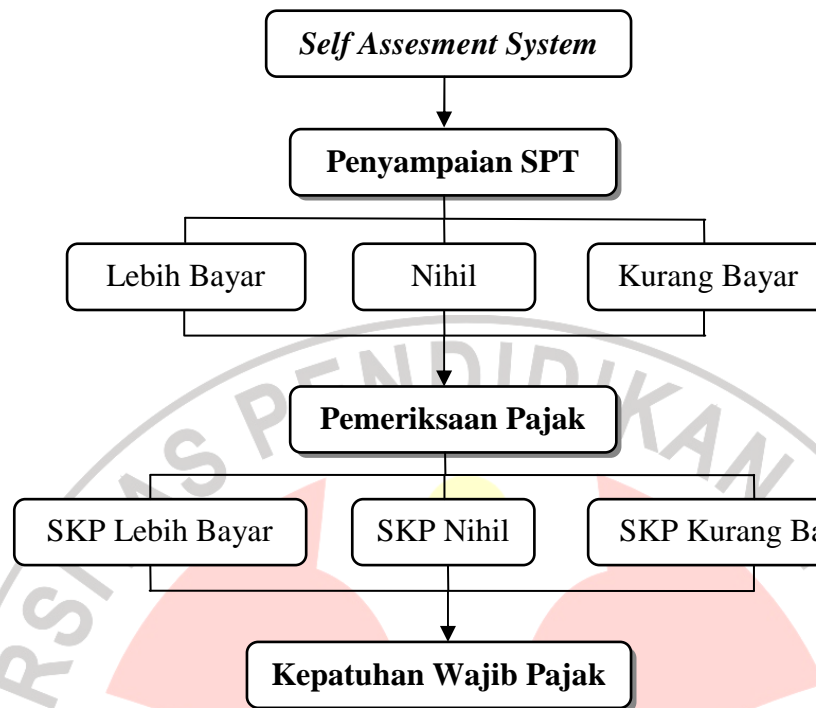 Self Assesment System
Penyampaian SPT
Lebih Bayar
Nihil
Kurang Bayar
Pemeriksaan Pajak
SKP Lebih Bayar
SKP Nihil
SKP Kurang Ba
Kepatuhan Wajib Pajak
PENDIDIKAN